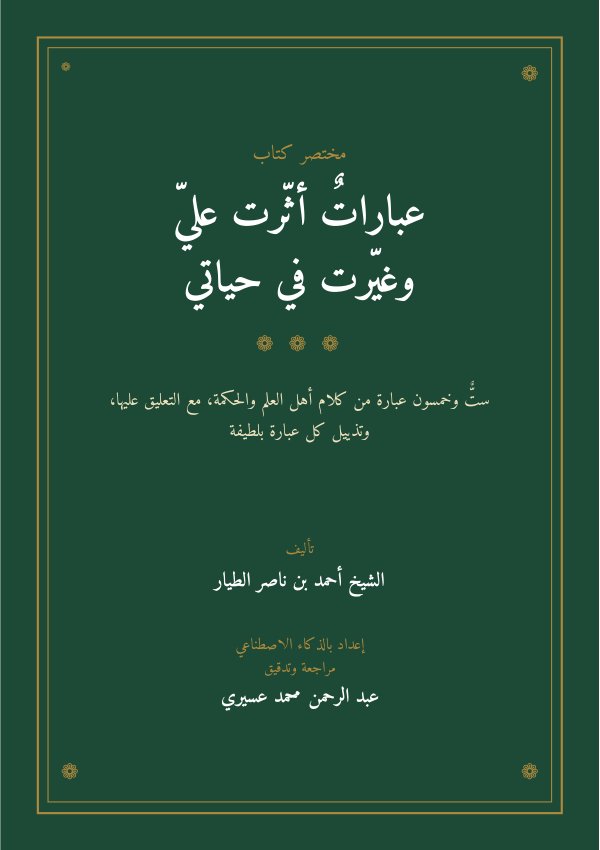 مختصر كتاب
عباراتٌ أثّرت عليّ
وغيّرت في حياتي
ستٌّ وخمسون عبارة من كلام أهل العلم والحكمة، مع التعليق عليها،
وتذييل كل عبارة بلطيفة
تأليف
الشيخ أحمد بن ناصر الطيار
إعداد بالذكاء الاصطناعي
مراجعة وتدقيق
عبد الرحمن محمد عسيري